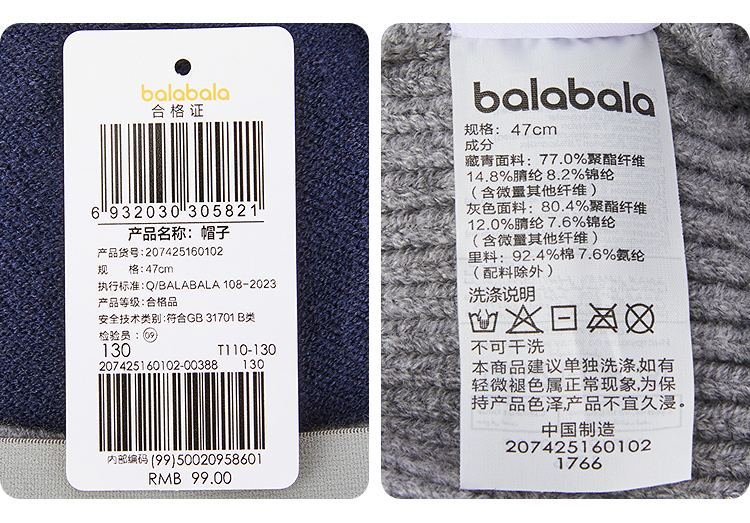 balabala
合格证
6 932030 305821
产品名称：帽子
产品货号：207425160102
规 格：47cm
执行标准：Q/BALABALA 108-2023
产品等级：合格品
安全技术类别：符合GB 31701 B类
检验员： 09
130 T110-130
207425160102-00388 130
内部编码 (99)50020958601
RMB 99.00
balabala
规格：47cm
成分
藏青面料：77.0%聚酯纤维
14.8%腈纶 8.2%锦纶
（含微量其他纤维）
灰色面料：80.4%聚酯纤维
12.0%腈纶 7.6%锦纶
（含微量其他纤维）
里料：92.4%棉 7.6%氨纶
（配料除外）
洗涤说明
不可干洗
本商品建议单独洗涤,如有
轻微褪色属正常现象,为保
持产品色泽,产品不宜久浸。
中国制造
207425160102
1766